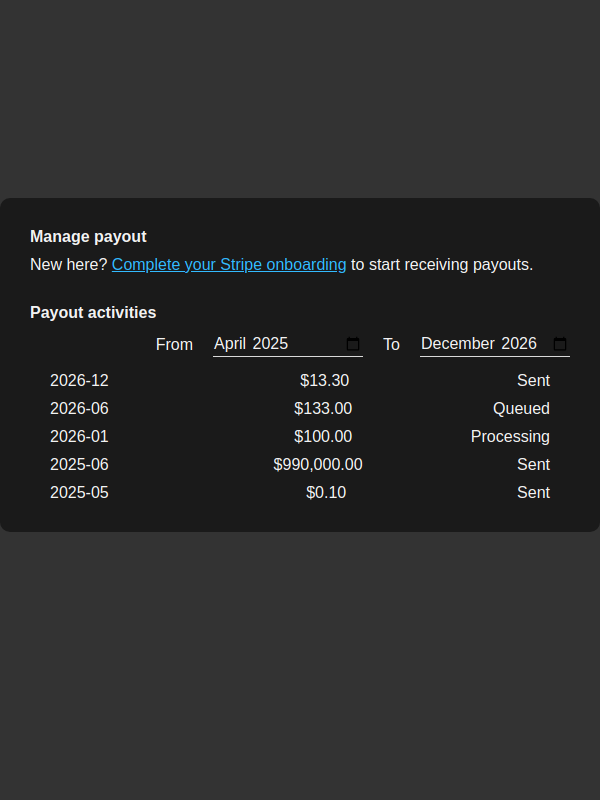 Manage payout
New here? Complete your Stripe onboarding to start receiving payouts.
Payout activities
From April 2025 To December 2026
2026-12 $13.30 Sent
2026-06 $133.00 Queued
2026-01 $100.00 Processing
2025-06 $990,000.00 Sent
2025-05 $0.10 Sent